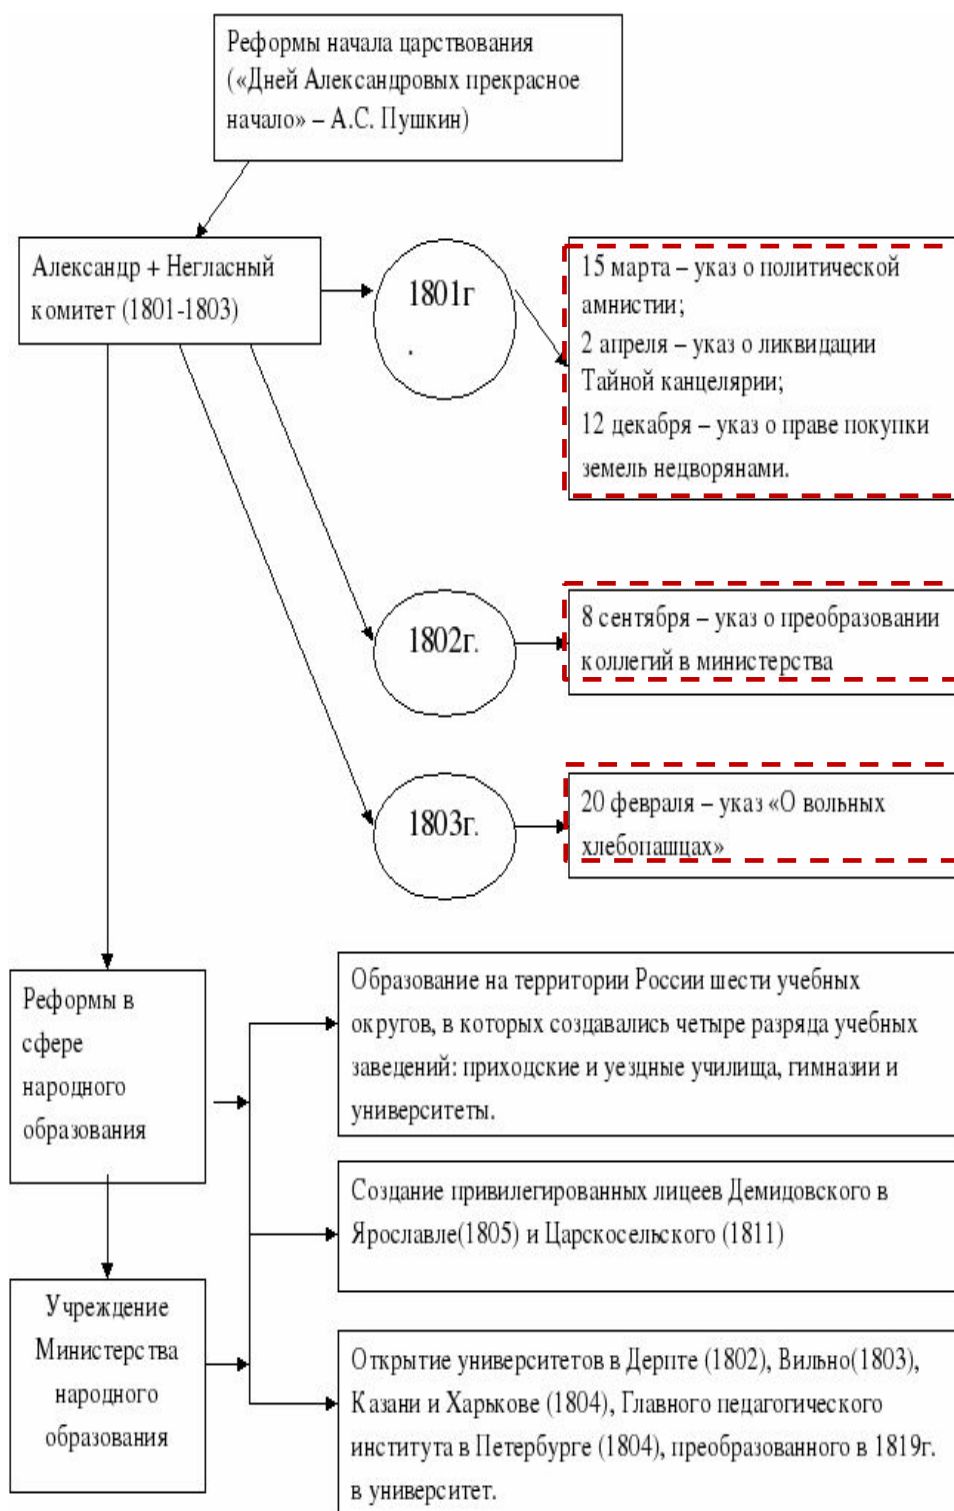 Реформы начала царствования
(«Дней Александровых прекрасное
начало» – А.С. Пушкин)
Александр + Негласный
комитет (1801-1803)
1801г
.
15 марта – указ о политической
амнистии;
2 апреля – указ о ликвидации
Тайной канцелярии;
12 декабря – указ о праве покупки
земель недворянами.
1802г.
8 сентября – указ о преобразовании
коллегий в министерства
1803г.
20 февраля – указ «О вольных
хлебопашцах»
Реформы в
сфере
народного
образования
Образование на территории России шести учебных
округов, в которых создавались четыре разряда учебных
заведений: приходские и уездные училища, гимназии и
университеты.
Создание привилегированных лицеев Демидовского в
Ярославле(1805) и Царскосельского (1811)
Учреждение
Министерства
народного
образования
Открытие университетов в Дерпте (1802), Вильно(1803),
Казани и Харькове (1804), Главного педагогического
института в Петербурге (1804), преобразованного в 1819г.
в университет.